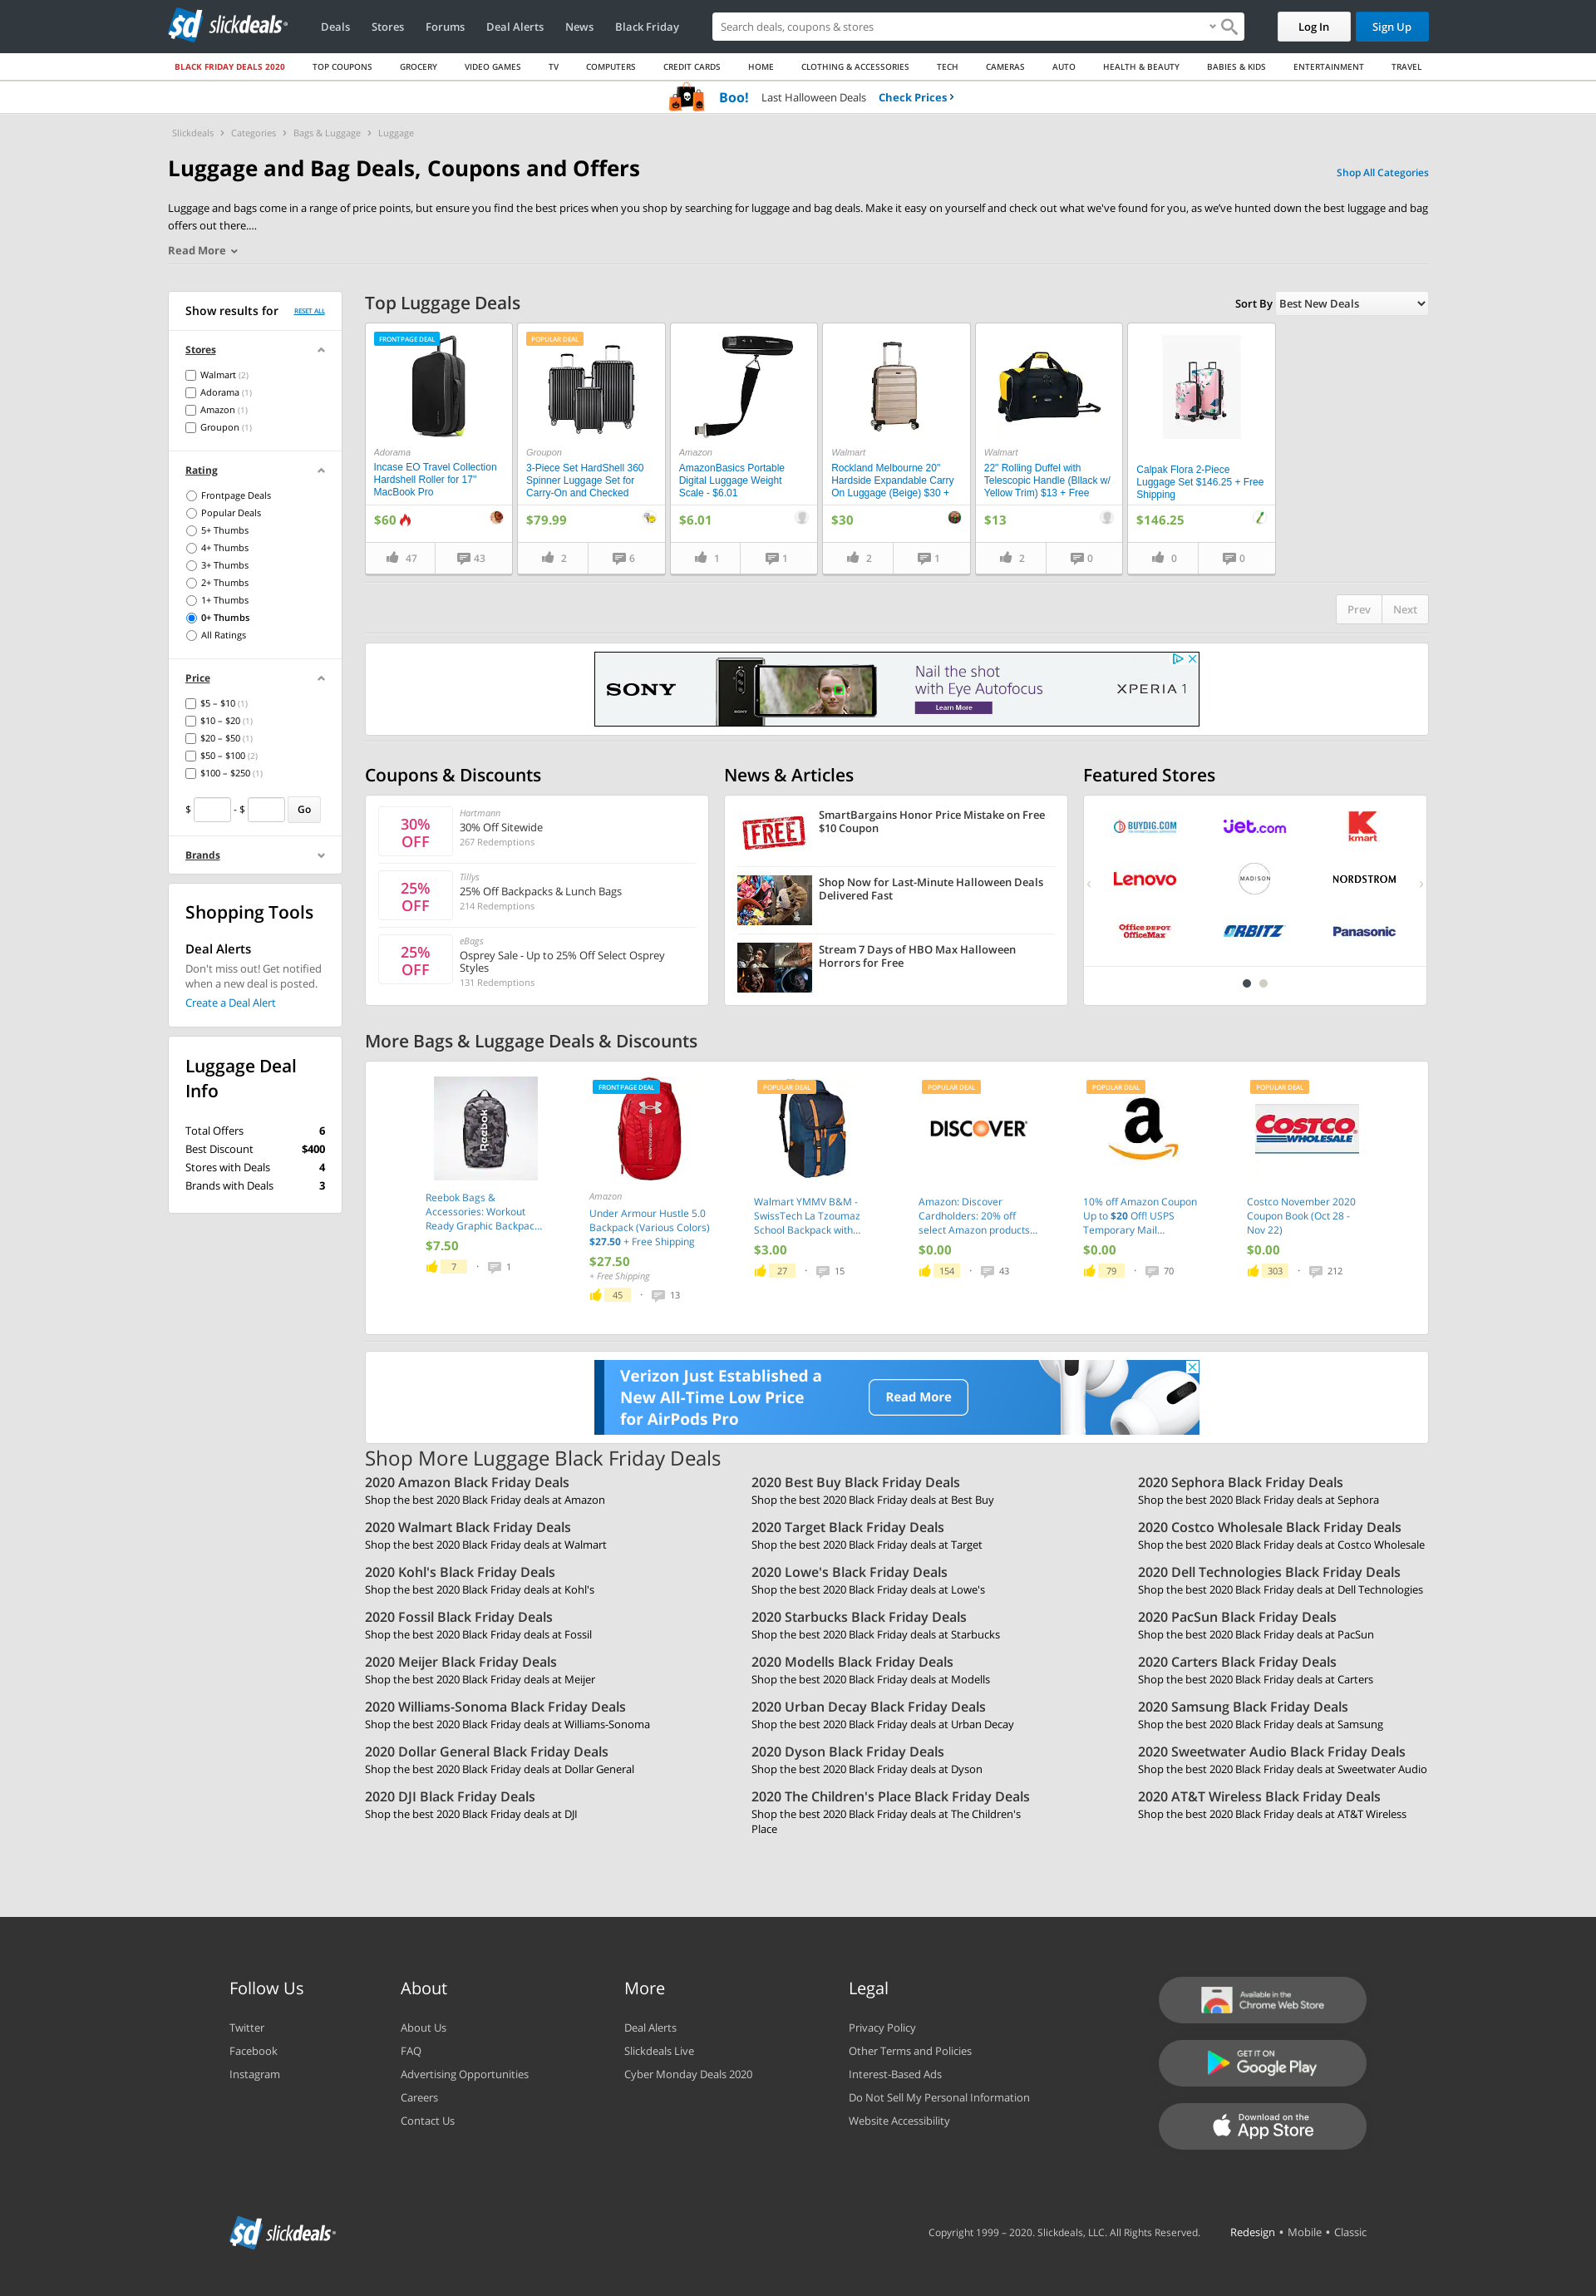 sd slickdeals
Deals Stores Forums Deal Alerts News Black Friday
Search deals, coupons & stores
Log In Sign Up
BLACK FRIDAY DEALS 2020 TOP COUPONS GROCERY VIDEO GAMES TV COMPUTERS CREDIT CARDS HOME CLOTHING & ACCESSORIES TECH CAMERAS AUTO HEALTH & BEAUTY BABIES & KIDS ENTERTAINMENT TRAVEL
Boo! Last Halloween Deals Check Prices ›
Slickdeals › Categories › Bags & Luggage › Luggage
Luggage and Bag Deals, Coupons and Offers
Shop All Categories
Luggage and bags come in a range of price points, but ensure you find the best prices when you shop by searching for luggage and bag deals. Make it easy on yourself and check out what we've found for you, as we've hunted down the best luggage and bag
offers out there....
Read More
Show results for RESET ALL
Stores
Walmart (2)
Adorama (1)
Amazon (1)
Groupon (1)
Rating
Frontpage Deals
Popular Deals
5+ Thumbs
4+ Thumbs
3+ Thumbs
2+ Thumbs
1+ Thumbs
0+ Thumbs
All Ratings
Price
$5 – $10 (1)
$10 – $20 (1)
$20 – $50 (1)
$50 – $100 (2)
$100 – $250 (1)
$ - $ Go
Brands
Shopping Tools
Deal Alerts
Don't miss out! Get notified
when a new deal is posted.
Create a Deal Alert
Luggage Deal
Info
Total Offers 6
Best Discount $400
Stores with Deals 4
Brands with Deals 3
Top Luggage Deals
Sort By Best New Deals
FRONTPAGE DEAL
Adorama
Incase EO Travel Collection
Hardshell Roller for 17"
MacBook Pro
$60
47 43
POPULAR DEAL
Groupon
3-Piece Set HardShell 360
Spinner Luggage Set for
Carry-On and Checked
$79.99
2 6
Amazon
AmazonBasics Portable
Digital Luggage Weight
Scale - $6.01
$6.01
1 1
Walmart
Rockland Melbourne 20"
Hardside Expandable Carry
On Luggage (Beige) $30 +
$30
2 1
Walmart
22" Rolling Duffel with
Telescopic Handle (Bllack w/
Yellow Trim) $13 + Free
$13
2 0
Calpak Flora 2-Piece
Luggage Set $146.25 + Free
Shipping
$146.25
0 0
Prev Next
SONY
SONY
Nail the shot
with Eye Autofocus
Learn More
XPERIA 1
Coupons & Discounts
30%
OFF
Hartmann
30% Off Sitewide
267 Redemptions
25%
OFF
Tillys
25% Off Backpacks & Lunch Bags
214 Redemptions
25%
OFF
eBags
Osprey Sale - Up to 25% Off Select Osprey
Styles
131 Redemptions
News & Articles
FREE
SmartBargains Honor Price Mistake on Free
$10 Coupon
Shop Now for Last-Minute Halloween Deals
Delivered Fast
Stream 7 Days of HBO Max Halloween
Horrors for Free
Featured Stores
BUYDIG.COM jet.com K kmart
Lenovo MADISON NORDSTROM
Office DEPOT OfficeMax ORBITZ Panasonic
More Bags & Luggage Deals & Discounts
Reebok
Reebok Bags &
Accessories: Workout
Ready Graphic Backpac...
$7.50
7 · 1
FRONTPAGE DEAL
Amazon
Under Armour Hustle 5.0
Backpack (Various Colors)
$27.50 + Free Shipping
$27.50
+ Free Shipping
45 · 13
POPULAR DEAL
Walmart YMMV B&M -
SwissTech La Tzoumaz
School Backpack with...
$3.00
27 · 15
POPULAR DEAL
DISCOVER
Amazon: Discover
Cardholders: 20% off
select Amazon products...
$0.00
154 · 43
POPULAR DEAL
a
10% off Amazon Coupon
Up to $20 Off! USPS
Temporary Mail...
$0.00
79 · 70
POPULAR DEAL
COSTCO
WHOLESALE
Costco November 2020
Coupon Book (Oct 28 -
Nov 22)
$0.00
303 · 212
Verizon Just Established a
New All-Time Low Price
for AirPods Pro
Read More
Shop More Luggage Black Friday Deals
2020 Amazon Black Friday Deals
Shop the best 2020 Black Friday deals at Amazon
2020 Best Buy Black Friday Deals
Shop the best 2020 Black Friday deals at Best Buy
2020 Sephora Black Friday Deals
Shop the best 2020 Black Friday deals at Sephora
2020 Walmart Black Friday Deals
Shop the best 2020 Black Friday deals at Walmart
2020 Target Black Friday Deals
Shop the best 2020 Black Friday deals at Target
2020 Costco Wholesale Black Friday Deals
Shop the best 2020 Black Friday deals at Costco Wholesale
2020 Kohl's Black Friday Deals
Shop the best 2020 Black Friday deals at Kohl's
2020 Lowe's Black Friday Deals
Shop the best 2020 Black Friday deals at Lowe's
2020 Dell Technologies Black Friday Deals
Shop the best 2020 Black Friday deals at Dell Technologies
2020 Fossil Black Friday Deals
Shop the best 2020 Black Friday deals at Fossil
2020 Starbucks Black Friday Deals
Shop the best 2020 Black Friday deals at Starbucks
2020 PacSun Black Friday Deals
Shop the best 2020 Black Friday deals at PacSun
2020 Meijer Black Friday Deals
Shop the best 2020 Black Friday deals at Meijer
2020 Modells Black Friday Deals
Shop the best 2020 Black Friday deals at Modells
2020 Carters Black Friday Deals
Shop the best 2020 Black Friday deals at Carters
2020 Williams-Sonoma Black Friday Deals
Shop the best 2020 Black Friday deals at Williams-Sonoma
2020 Urban Decay Black Friday Deals
Shop the best 2020 Black Friday deals at Urban Decay
2020 Samsung Black Friday Deals
Shop the best 2020 Black Friday deals at Samsung
2020 Dollar General Black Friday Deals
Shop the best 2020 Black Friday deals at Dollar General
2020 Dyson Black Friday Deals
Shop the best 2020 Black Friday deals at Dyson
2020 Sweetwater Audio Black Friday Deals
Shop the best 2020 Black Friday deals at Sweetwater Audio
2020 DJI Black Friday Deals
Shop the best 2020 Black Friday deals at DJI
2020 The Children's Place Black Friday Deals
Shop the best 2020 Black Friday deals at The Children's
Place
2020 AT&T Wireless Black Friday Deals
Shop the best 2020 Black Friday deals at AT&T Wireless
Follow Us
Twitter
Facebook
Instagram
About
About Us
FAQ
Advertising Opportunities
Careers
Contact Us
More
Deal Alerts
Slickdeals Live
Cyber Monday Deals 2020
Legal
Privacy Policy
Other Terms and Policies
Interest-Based Ads
Do Not Sell My Personal Information
Website Accessibility
Available in the
Chrome Web Store
GET IT ON
Google Play
Download on the
App Store
sd slickdeals
Copyright 1999 – 2020. Slickdeals, LLC. All Rights Reserved. Redesign • Mobile • Classic